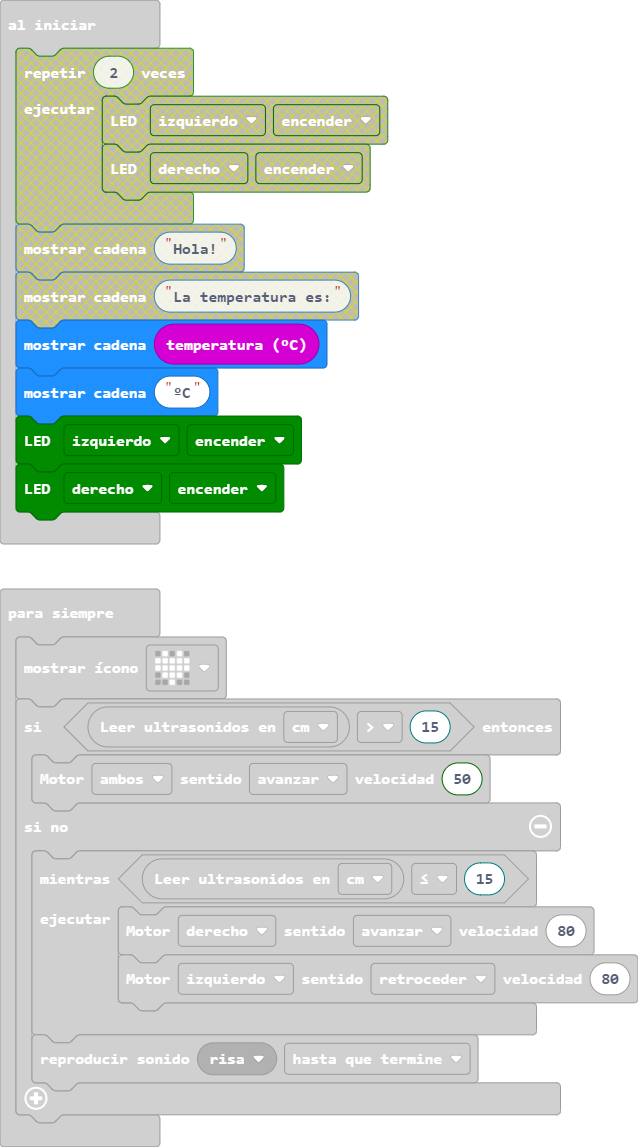 al iniciar
repetir 2 veces
ejecutar LED izquierdo encender
LED derecho encender
mostrar cadena "Hola!"
mostrar cadena "La temperatura es:"
mostrar cadena temperatura (ºC)
mostrar cadena "ºC"
LED izquierdo encender
LED derecho encender
para siempre
mostrar ícono
si Leer ultrasonidos en cm > 15 entonces
Motor ambos sentido avanzar velocidad 50
si no
mientras Leer ultrasonidos en cm ≤ 15
ejecutar Motor derecho sentido avanzar velocidad 80
Motor izquierdo sentido retroceder velocidad 80
reproducir sonido risa hasta que termine